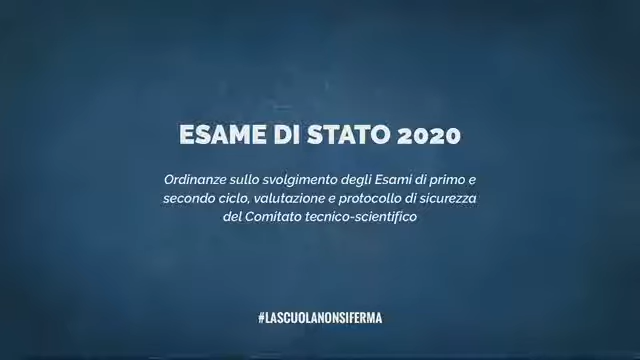 ESAME DI STATO 2020
Ordinanze sullo svolgimento degli Esami di primo e
secondo ciclo, valutazione e protocollo di sicurezza
del Comitato tecnico-scientifico
#LASCUOLANONSIFERMA